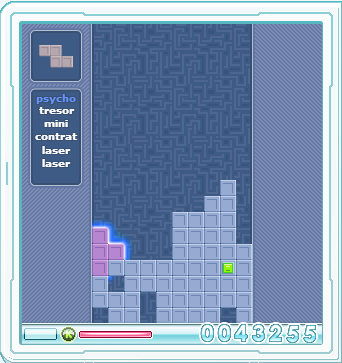 psycho
tresor
mini
contrat
laser
laser
0043255